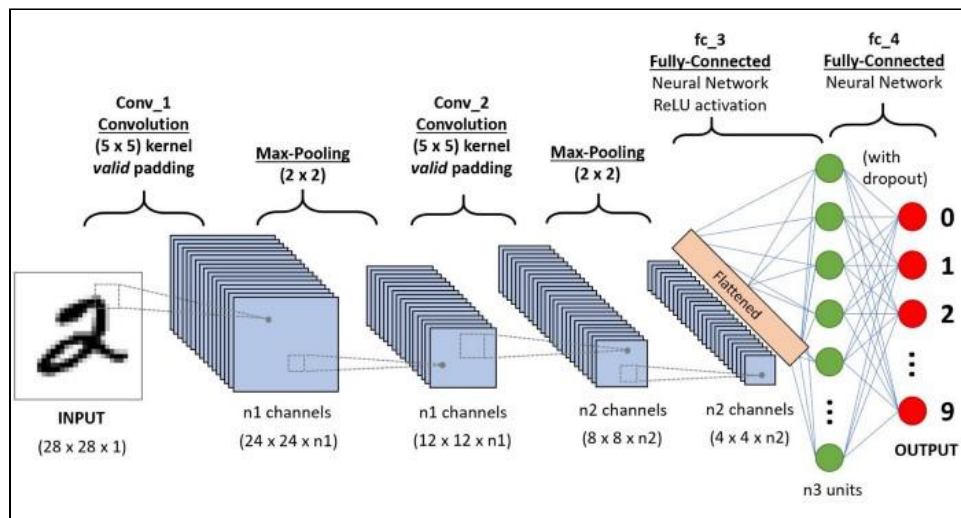 Conv_1
Convolution
(5 x 5) kernel
valid padding
Max-Pooling
(2 x 2)
Conv_2
Convolution
(5 x 5) kernel
valid padding
Max-Pooling
(2 x 2)
fc_3
Fully-Connected
Neural Network
ReLU activation
fc_4
Fully-Connected
Neural Network
(with
dropout)
INPUT
(28 x 28 x 1)
n1 channels
(24 x 24 x n1)
n1 channels
(12 x 12 x n1)
n2 channels
(8 x 8 x n2)
n2 channels
(4 x 4 x n2)
Flattened
...
n3 units
0
1
2
...
9
OUTPUT
2